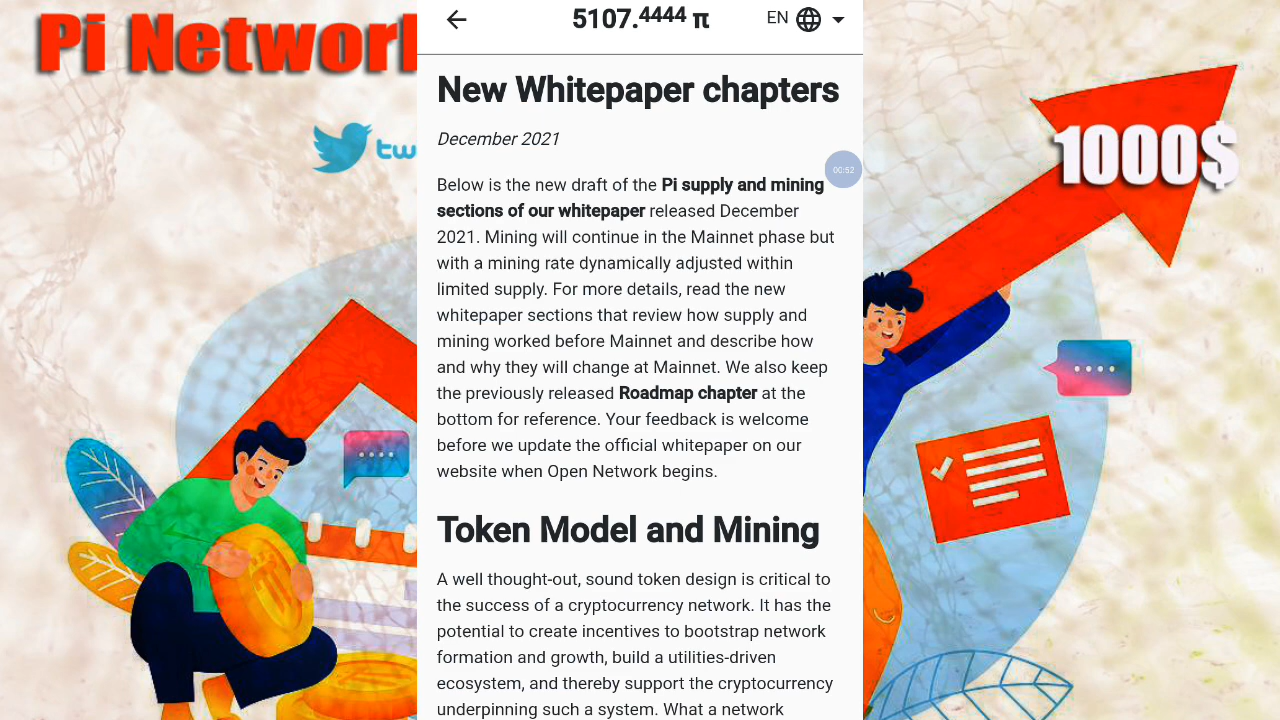 Pi Network
tw
1000$
5107.4444 π
EN
New Whitepaper chapters
December 2021
00:52
Below is the new draft of the Pi supply and mining
sections of our whitepaper released December
2021. Mining will continue in the Mainnet phase but
with a mining rate dynamically adjusted within
limited supply. For more details, read the new
whitepaper sections that review how supply and
mining worked before Mainnet and describe how
and why they will change at Mainnet. We also keep
the previously released Roadmap chapter at the
bottom for reference. Your feedback is welcome
before we update the official whitepaper on our
website when Open Network begins.
Token Model and Mining
A well thought-out, sound token design is critical to
the success of a cryptocurrency network. It has the
potential to create incentives to bootstrap network
formation and growth, build a utilities-driven
ecosystem, and thereby support the cryptocurrency
underpinning such a system. What a network